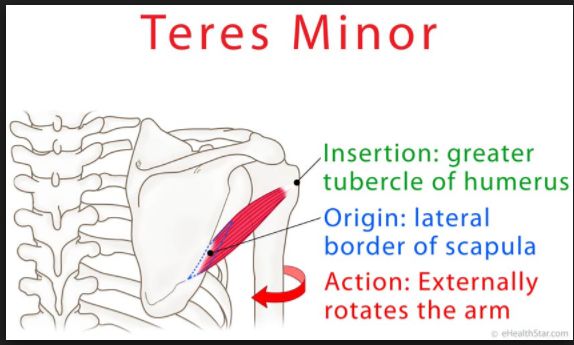 Teres Minor
Insertion: greater
tubercle of humerus
Origin: lateral
border of scapula
Action: Externally
rotates the arm
© eHealthStar.com